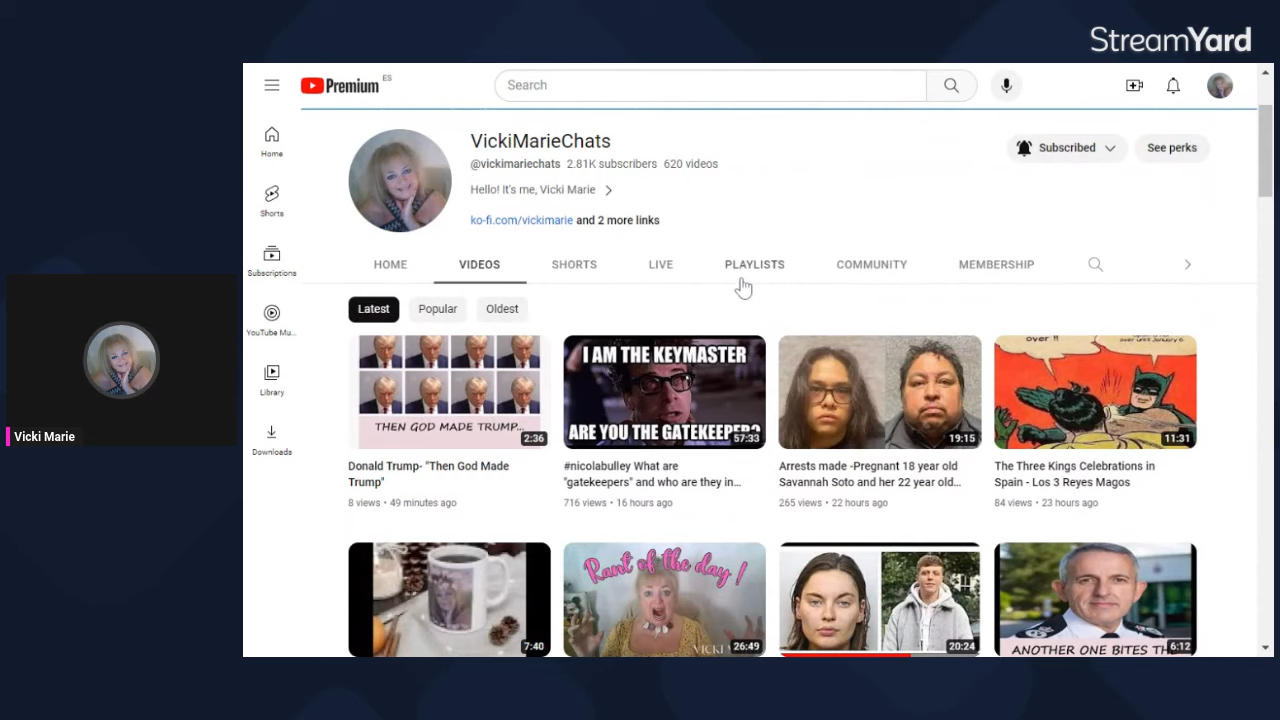 StreamYard
Premium ES
Search
Home
Shorts
Subscriptions
YouTube Mu...
Library
Downloads
VickiMarieChats
@vickimariechats 2.81K subscribers 620 videos
Hello! It's me, Vicki Marie
ko-fi.com/vickimarie and 2 more links
Subscribed
See perks
HOME VIDEOS SHORTS LIVE PLAYLISTS COMMUNITY MEMBERSHIP
Latest Popular Oldest
THEN GOD MADE TRUMP...
2:36
Donald Trump- "Then God Made
Trump"
8 views • 49 minutes ago
I AM THE KEYMASTER
ARE YOU THE GATEKEEPER?
57:33
#nicolabulley What are
"gatekeepers" and who are they in...
716 views • 16 hours ago
19:15
Arrests made -Pregnant 18 year old
Savannah Soto and her 22 year old...
265 views • 22 hours ago
over !!
over until January 6.
11:31
The Three Kings Celebrations in
Spain - Los 3 Reyes Magos
84 views • 23 hours ago
7:40
Rant of the day !
VICKI
26:49
20:24
ANOTHER ONE BITES TH
6:12
Vicki Marie